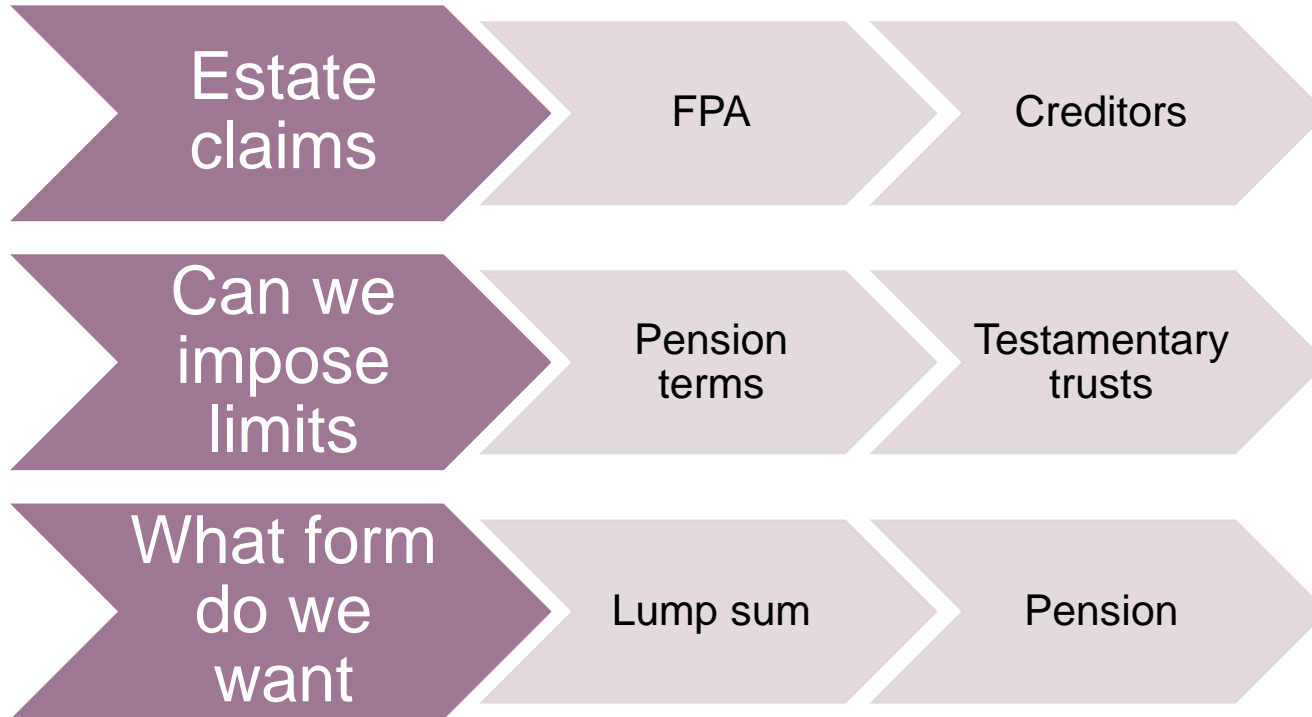 Estate
claims
FPA
Creditors
Can we
impose
limits
Pension
terms
Testamentary
trusts
What form
do we
want
Lump sum
Pension